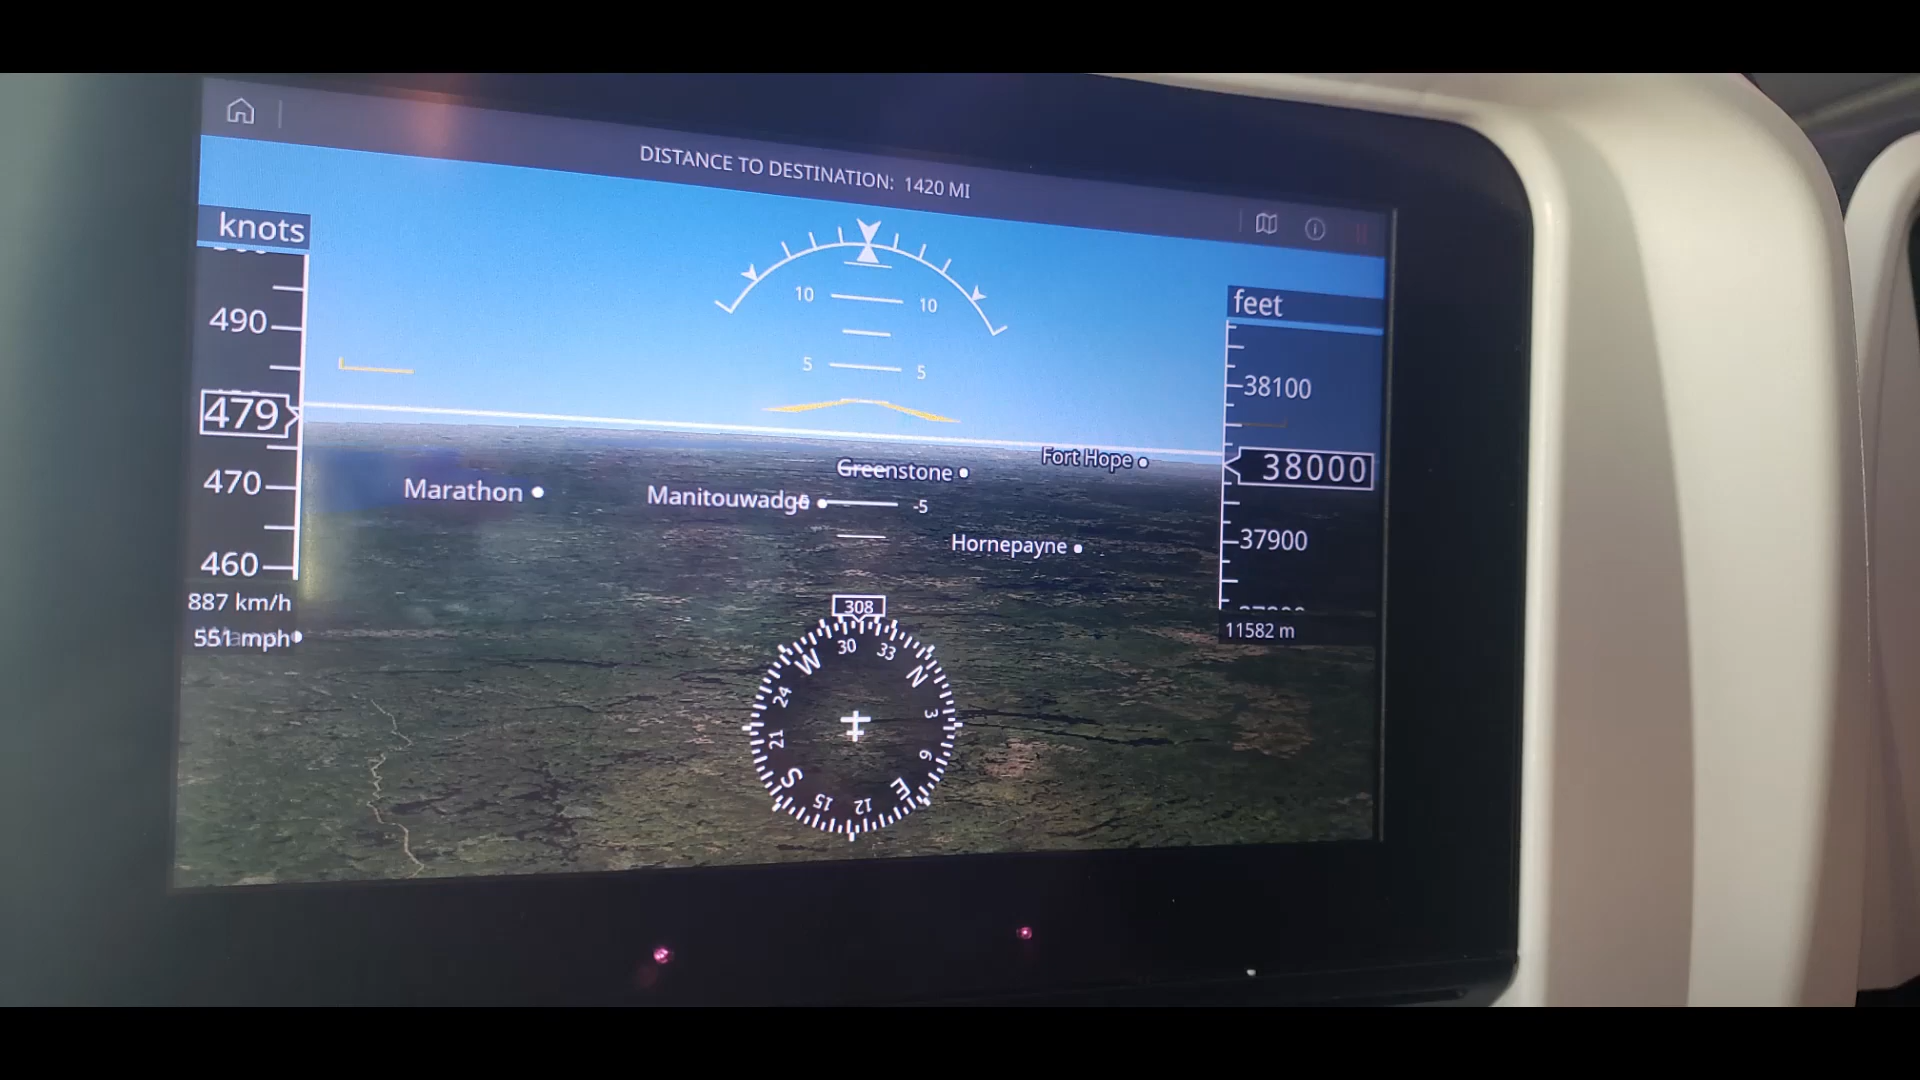 DISTANCE TO DESTINATION: 1420 MI
knots
490
479
470
460
887 km/h
551 mph
10 10
5 5
Greenstone
Fort Hope
Marathon
Manitouwadge
-5
Hornepayne
feet
38100
38000
37900
11582 m
308
30
33
N
3
6
E
12
15
S
21
24
W